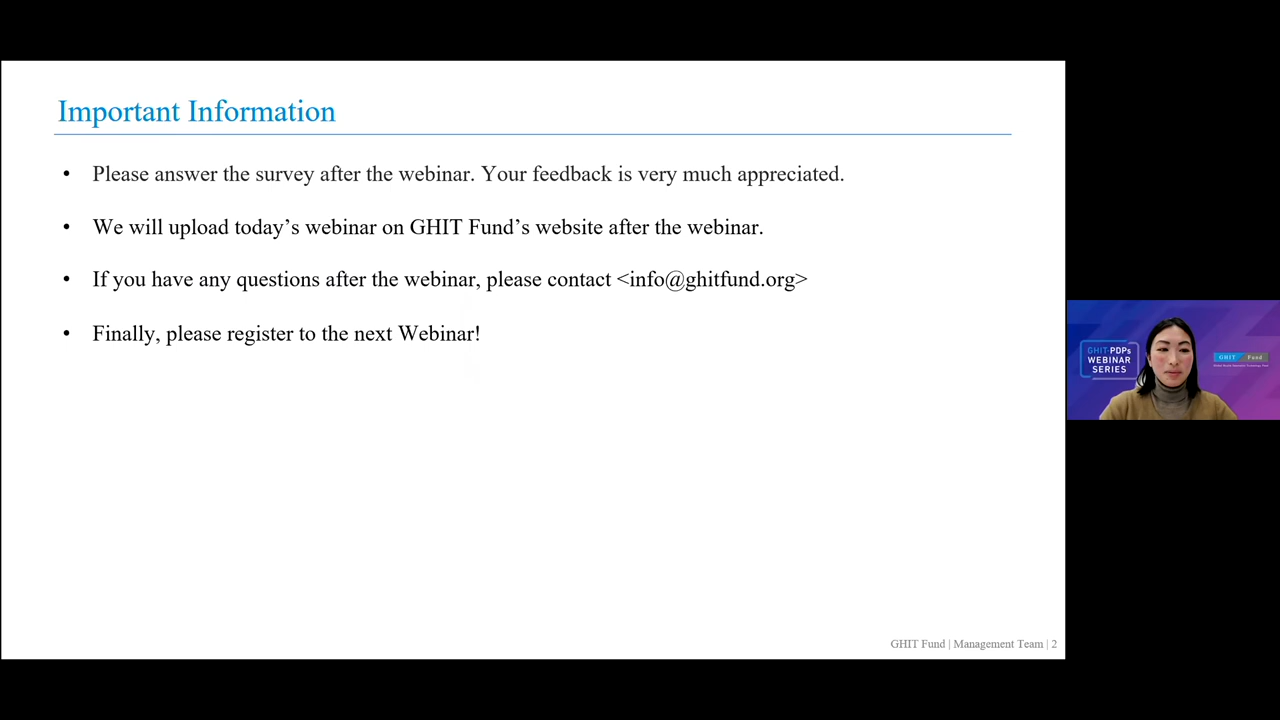 Important Information
• Please answer the survey after the webinar. Your feedback is very much appreciated.
• We will upload today’s webinar on GHIT Fund’s website after the webinar.
• If you have any questions after the webinar, please contact <info@ghitfund.org>
• Finally, please register to the next Webinar!
GHIT PDPs
WEBINAR
SERIES
GHIT Fund
GHIT Fund | Management Team | 2